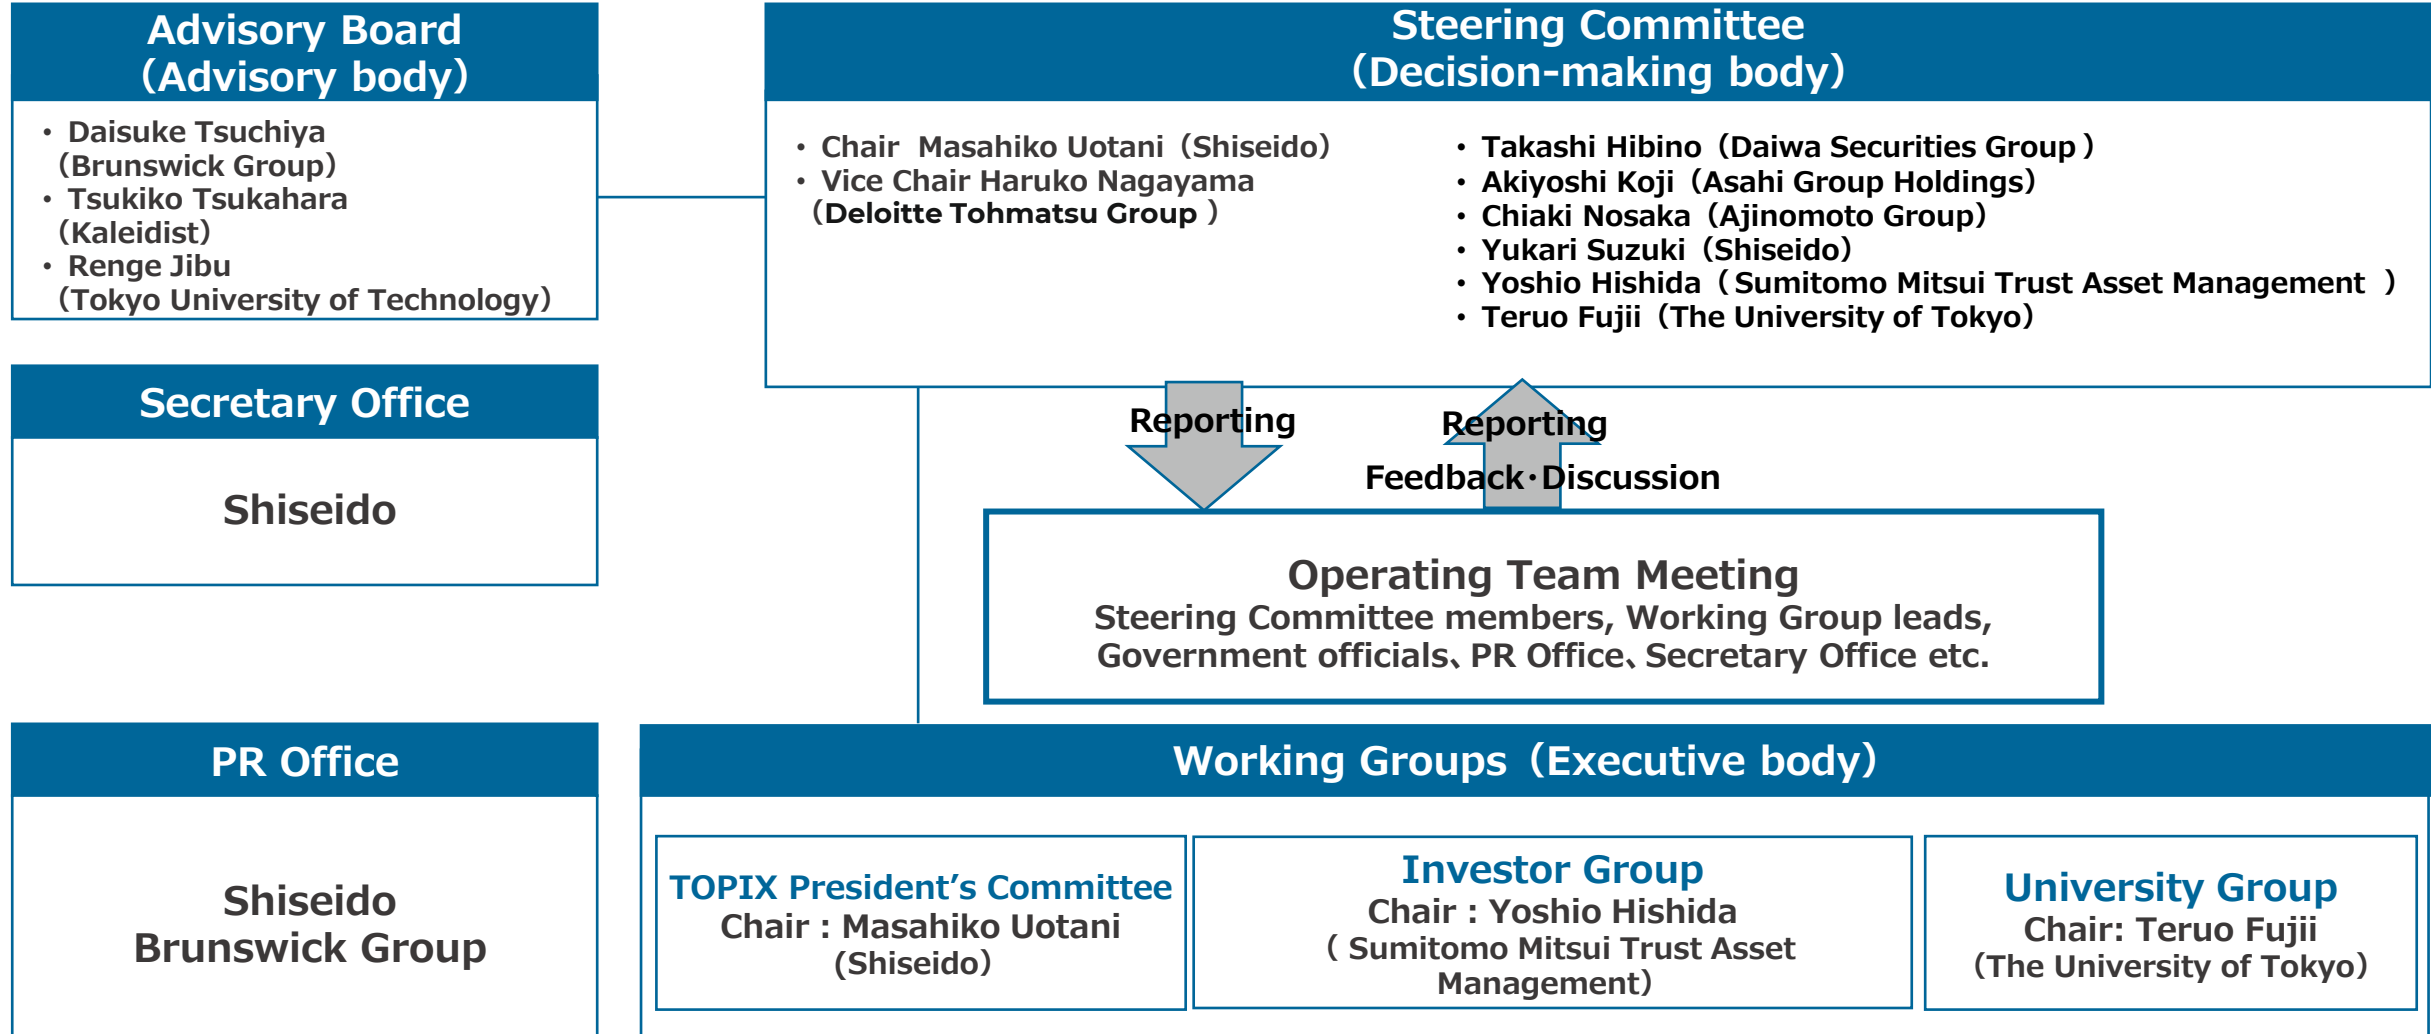 Advisory Board
（Advisory body）
・ Daisuke Tsuchiya
（Brunswick Group）
・ Tsukiko Tsukahara
（Kaleidist）
・ Renge Jibu
（Tokyo University of Technology）
Steering Committee
（Decision-making body）
・ Chair Masahiko Uotani（Shiseido）
・ Vice Chair Haruko Nagayama
（Deloitte Tohmatsu Group ）
・ Takashi Hibino（Daiwa Securities Group ）
・ Akiyoshi Koji（Asahi Group Holdings）
・ Chiaki Nosaka（Ajinomoto Group）
・ Yukari Suzuki（Shiseido）
・ Yoshio Hishida（ Sumitomo Mitsui Trust Asset Management ）
・ Teruo Fujii（The University of Tokyo）
Secretary Office
Shiseido
Reporting
Reporting
Feedback・Discussion
Operating Team Meeting
Steering Committee members, Working Group leads,
Government officials、PR Office、Secretary Office etc.
PR Office
Shiseido
Brunswick Group
Working Groups（Executive body）
TOPIX President’s Committee
Chair : Masahiko Uotani
(Shiseido）
Investor Group
Chair : Yoshio Hishida
( Sumitomo Mitsui Trust Asset
Management）
University Group
Chair: Teruo Fujii
（The University of Tokyo）